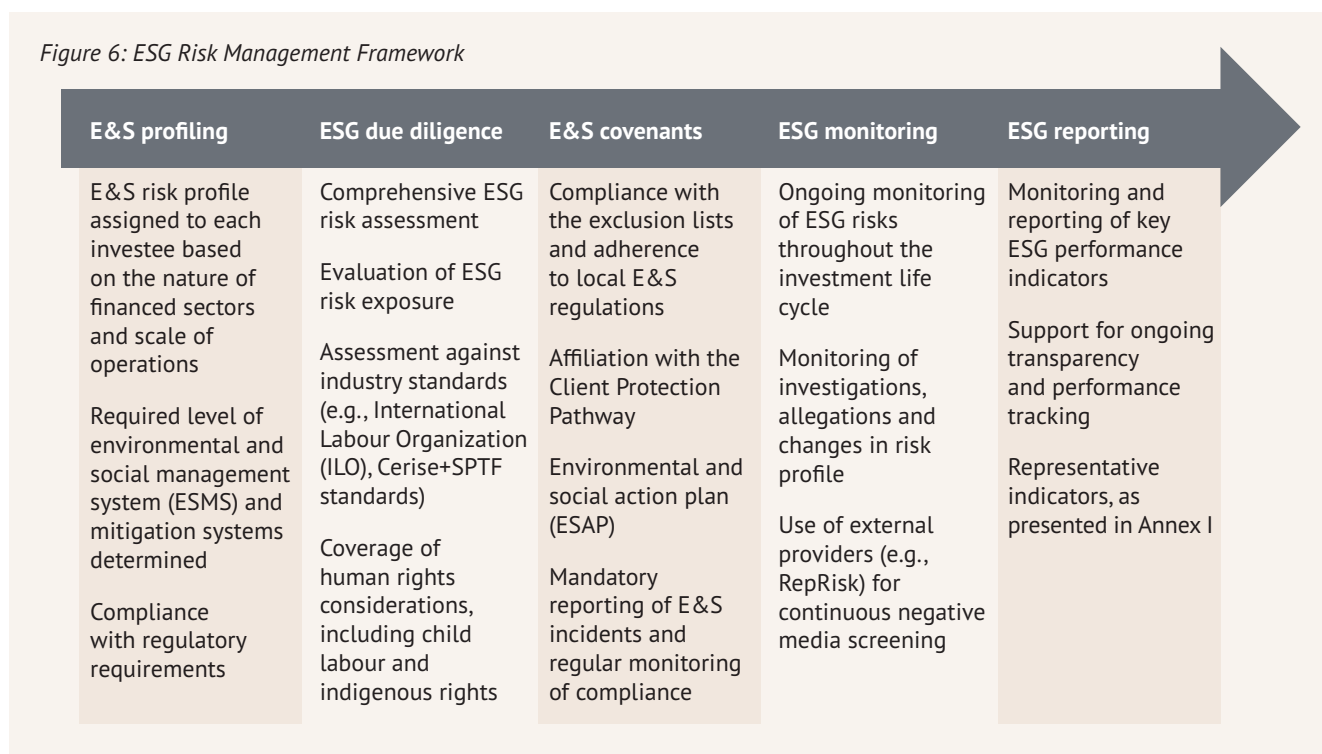 Figure 6: ESG Risk Management Framework
E&S profiling
E&S risk profile
assigned to each
investee based
on the nature of
financed sectors
and scale of
operations
Required level of
environmental and
social management
system (ESMS) and
mitigation systems
determined
Compliance
with regulatory
requirements
ESG due diligence
Comprehensive ESG
risk assessment
Evaluation of ESG
risk exposure
Assessment against
industry standards
(e.g., International
Labour Organization
(ILO), Cerise+SPTF
standards)
Coverage of
human rights
considerations,
including child
labour and
indigenous rights
E&S covenants
Compliance with
the exclusion lists
and adherence
to local E&S
regulations
Affiliation with the
Client Protection
Pathway
Environmental and
social action plan
(ESAP)
Mandatory
reporting of E&S
incidents and
regular monitoring
of compliance
ESG monitoring
Ongoing monitoring
of ESG risks
throughout the
investment life
cycle
Monitoring of
investigations,
allegations and
changes in risk
profile
Use of external
providers (e.g.,
RepRisk) for
continuous negative
media screening
ESG reporting
Monitoring and
reporting of key
ESG performance
indicators
Support for ongoing
transparency
and performance
tracking
Representative
indicators, as
presented in Annex I